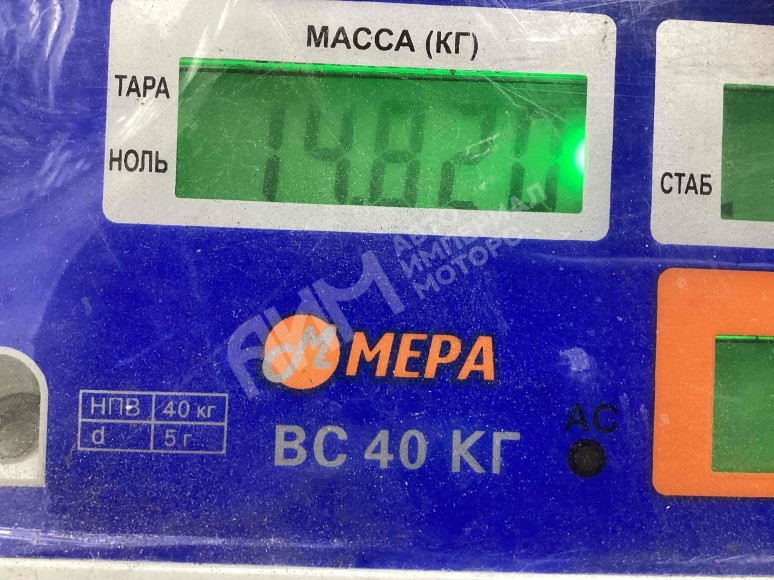 МАССА (КГ)
ТАРА
14.820
НОЛЬ
СТАБ
АИМ
АВТО
ИМПЕРИАЛ
МОТОРС
МЕРА
НПВ 40 кг
d 5 г
АС
ВС 40 КГ